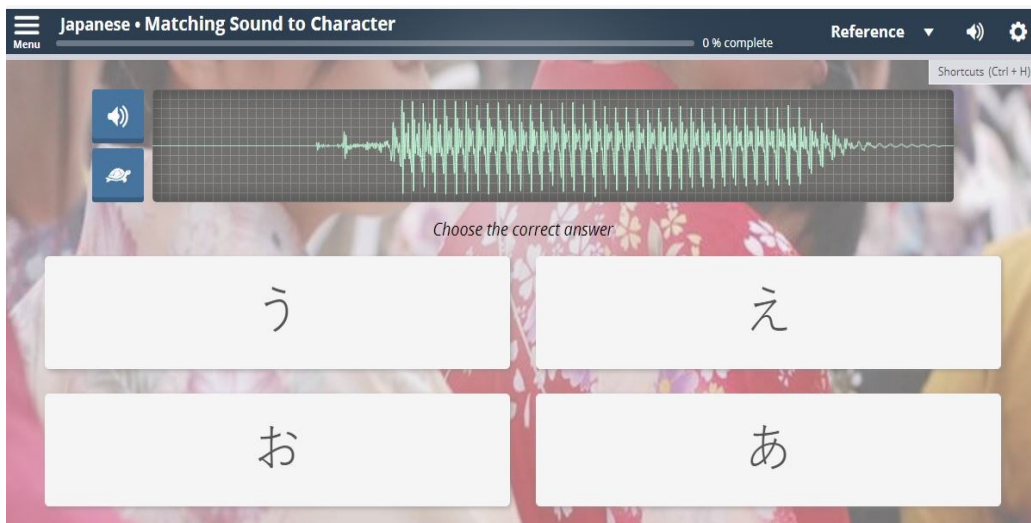 Japanese • Matching Sound to Character
Menu
0 % complete
Reference ▼
Shortcuts (Ctrl + H)
Choose the correct answer
う
え
お
あ